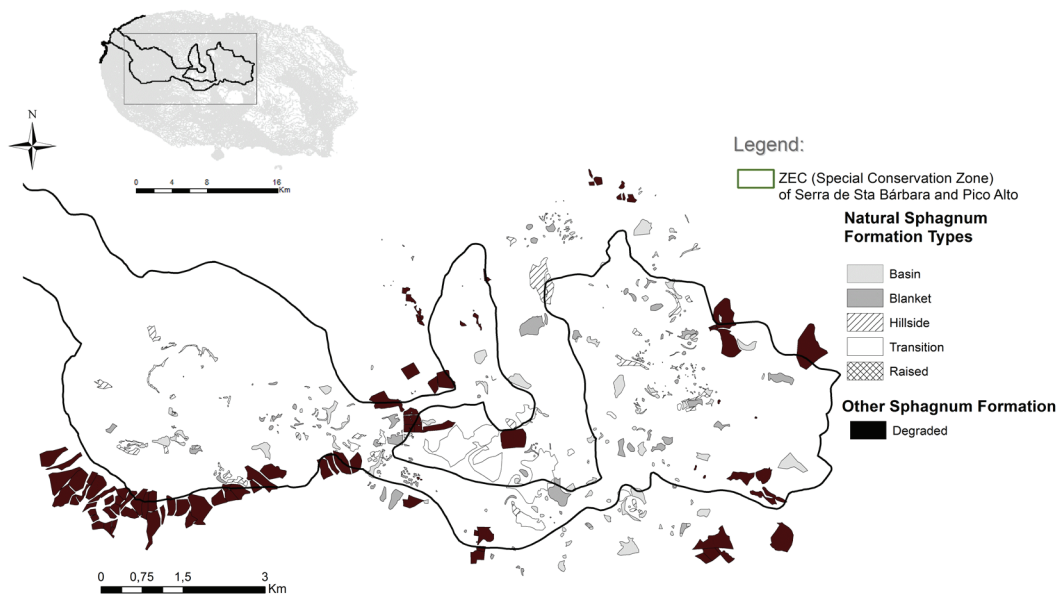 N
0 2 4 8 16
Km
Legend:
ZEC (Special Conservation Zone)
of Serra de Sta Bárbara and Pico Alto
Natural Sphagnum
Formation Types
Basin
Blanket
Hillside
Transition
Raised
Other Sphagnum Formation
Degraded
0 0,75 1,5 3
Km